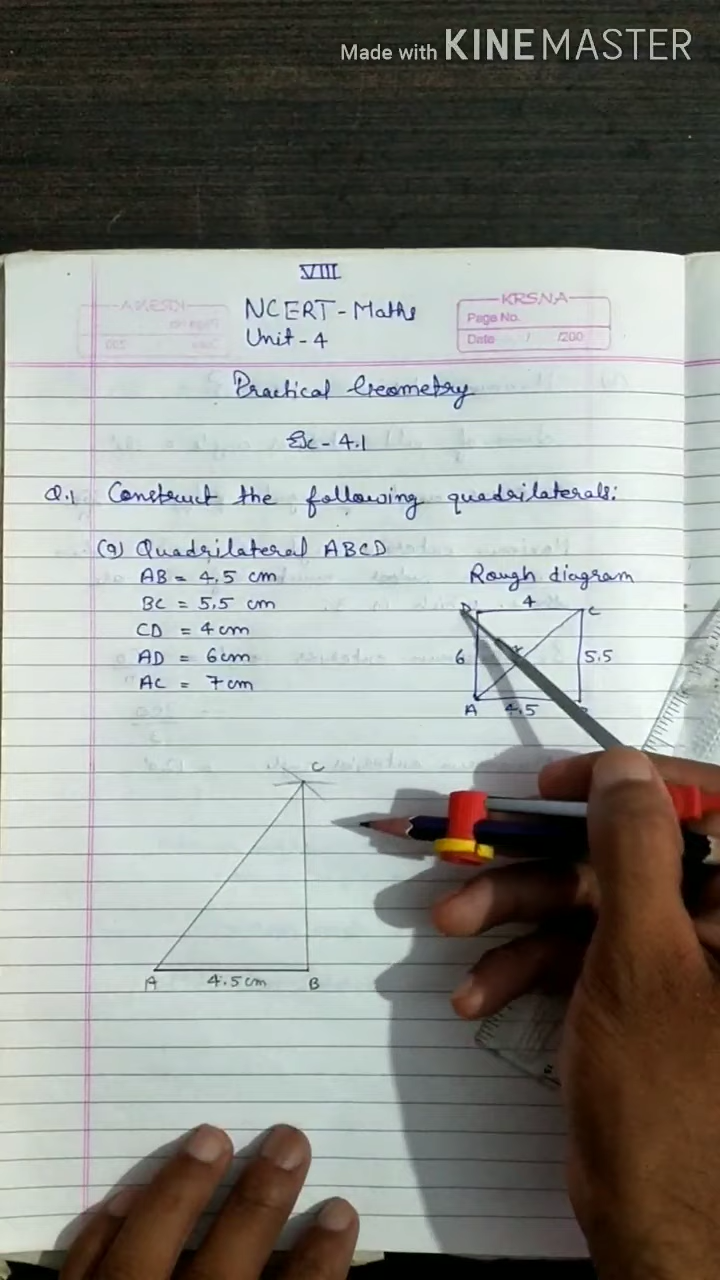 Made with KINEMASTER
VIII
NCERT - Maths
Unit - 4
KRSNA
Page No.
Date / /200
Practical Geometry
Ex - 4.1
Q.1 Construct the following quadrilaterals:
(a) Quadrilateral ABCD
AB = 4.5 cm
BC = 5.5 cm
CD = 4 cm
AD = 6 cm
AC = 7 cm
Rough diagram
D 4 C
6 5.5
A 4.5
C
A 4.5 cm B